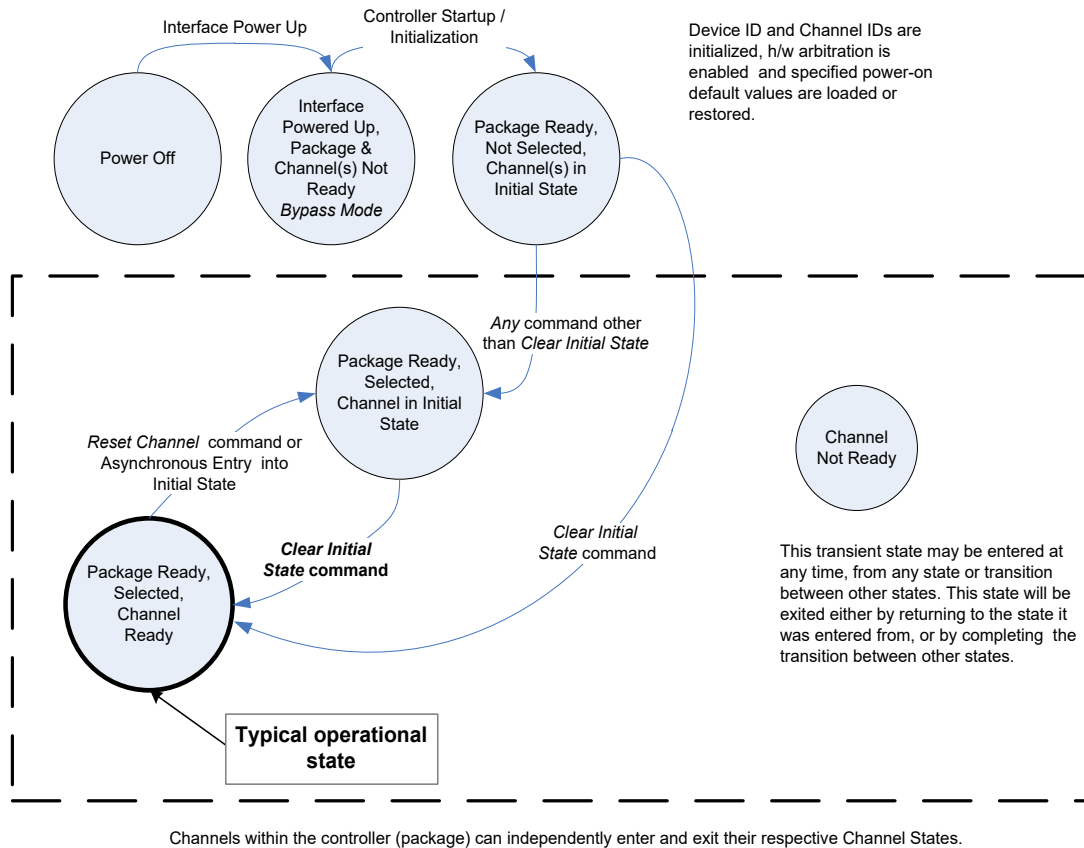 Interface Power Up
Controller Startup /
Initialization
Device ID and Channel IDs are
initialized, h/w arbitration is
enabled and specified power-on
default values are loaded or
restored.
Power Off
Interface
Powered Up,
Package &
Channel(s) Not
Ready
Bypass Mode
Package Ready,
Not Selected,
Channel(s) in
Initial State
Any command other
than Clear Initial State
Package Ready,
Selected,
Channel in Initial
State
Reset Channel command or
Asynchronous Entry into
Initial State
Channel
Not Ready
Clear Initial
State command
Clear Initial
State command
Package Ready,
Selected,
Channel
Ready
This transient state may be entered at
any time, from any state or transition
between other states. This state will be
exited either by returning to the state it
was entered from, or by completing the
transition between other states.
Typical operational
state
Channels within the controller (package) can independently enter and exit their respective Channel States.